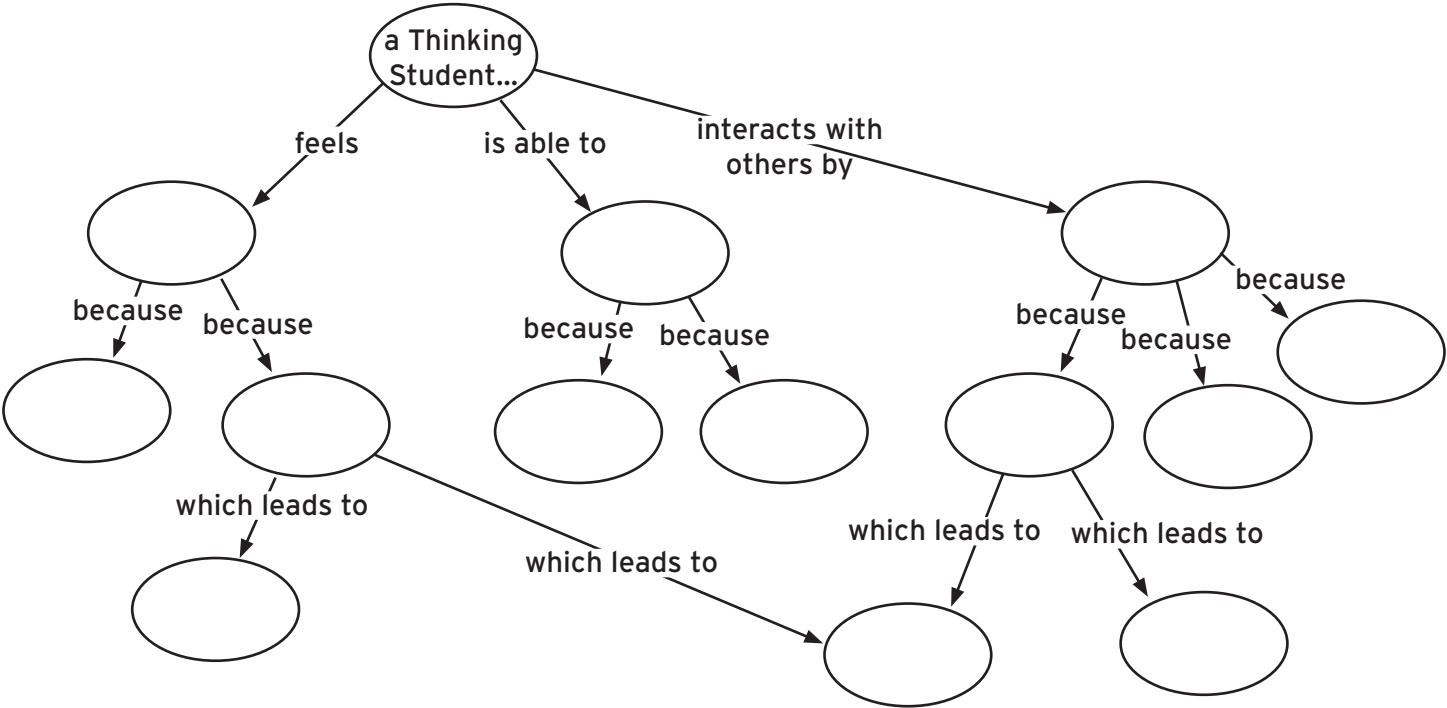 a Thinking
Student...
feels
is able to
interacts with
others by
because
because
because
because
because
because
because
which leads to
which leads to
which leads to
which leads to